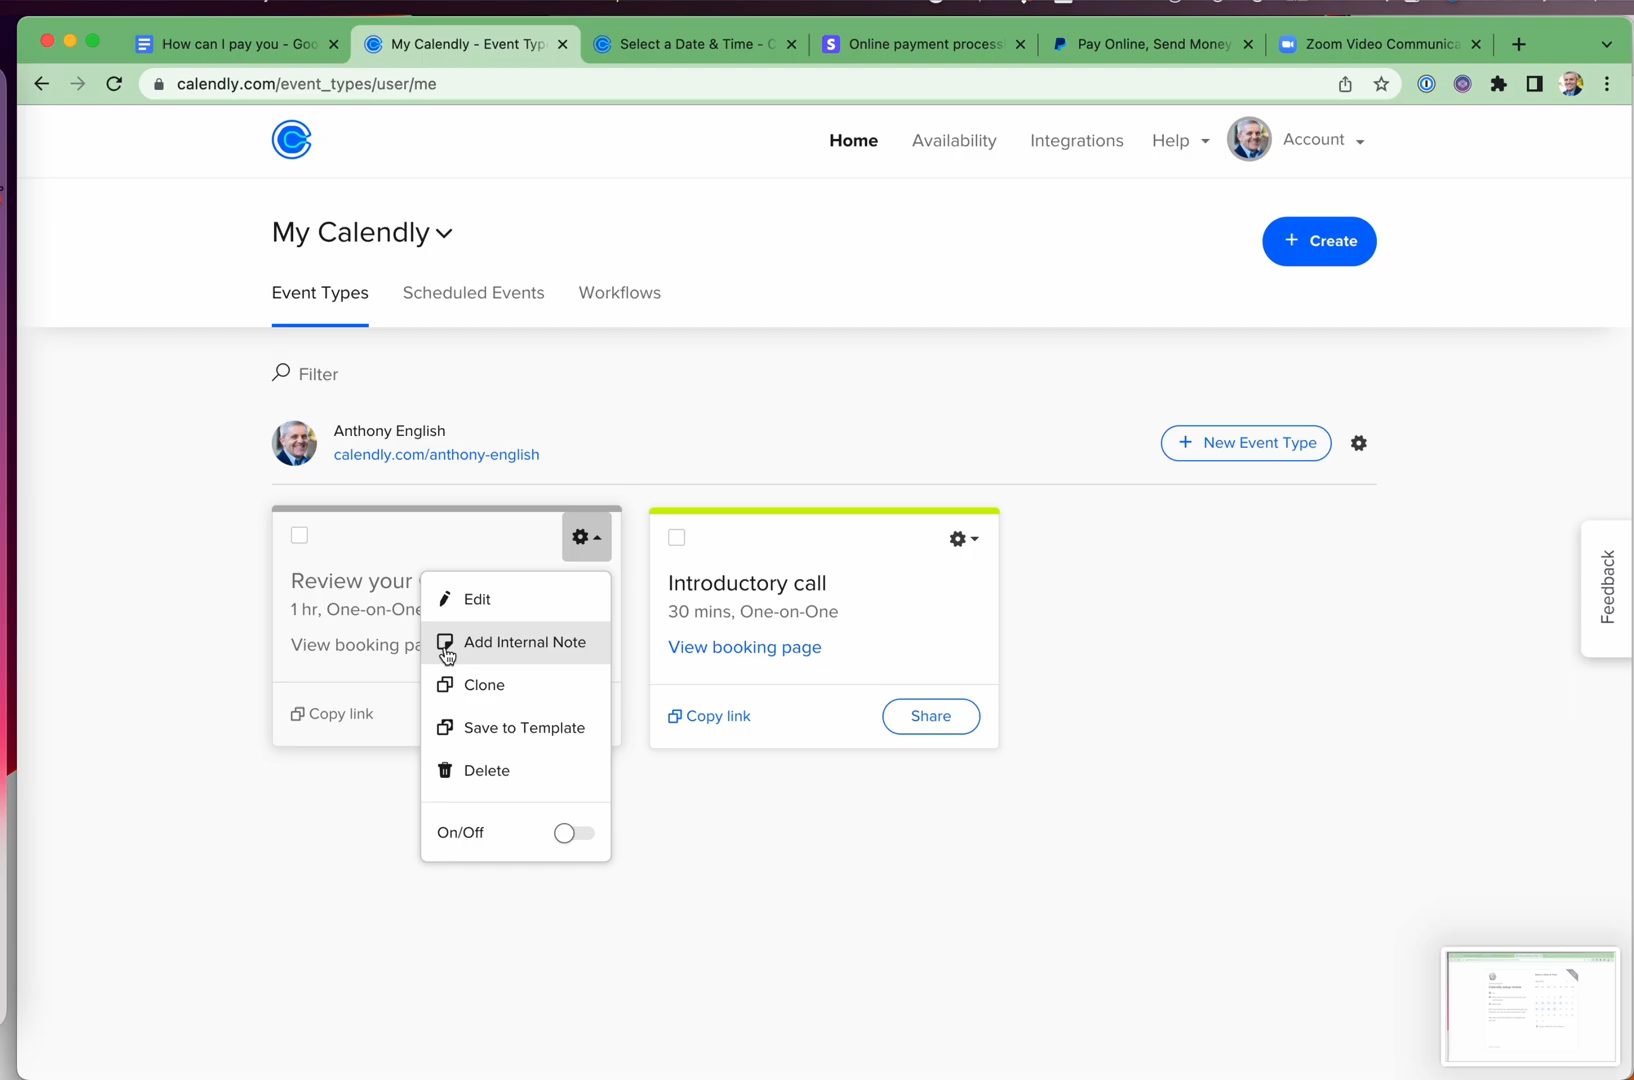 How can I pay you - Goo
My Calendly - Event Typ
Select a Date & Time - C
S
Online payment process
Pay Online, Send Money
Zoom Video Communica
calendly.com/event_types/user/me
Home
Availability
Integrations
Help
Account
My Calendly
+ Create
Event Types
Scheduled Events
Workflows
Filter
Anthony English
calendly.com/anthony-english
+ New Event Type
Review your
1 hr, One-on-One
View booking pa
Copy link
Edit
Add Internal Note
Clone
Save to Template
Delete
On/Off
Introductory call
30 mins, One-on-One
View booking page
Copy link
Share
Feedback